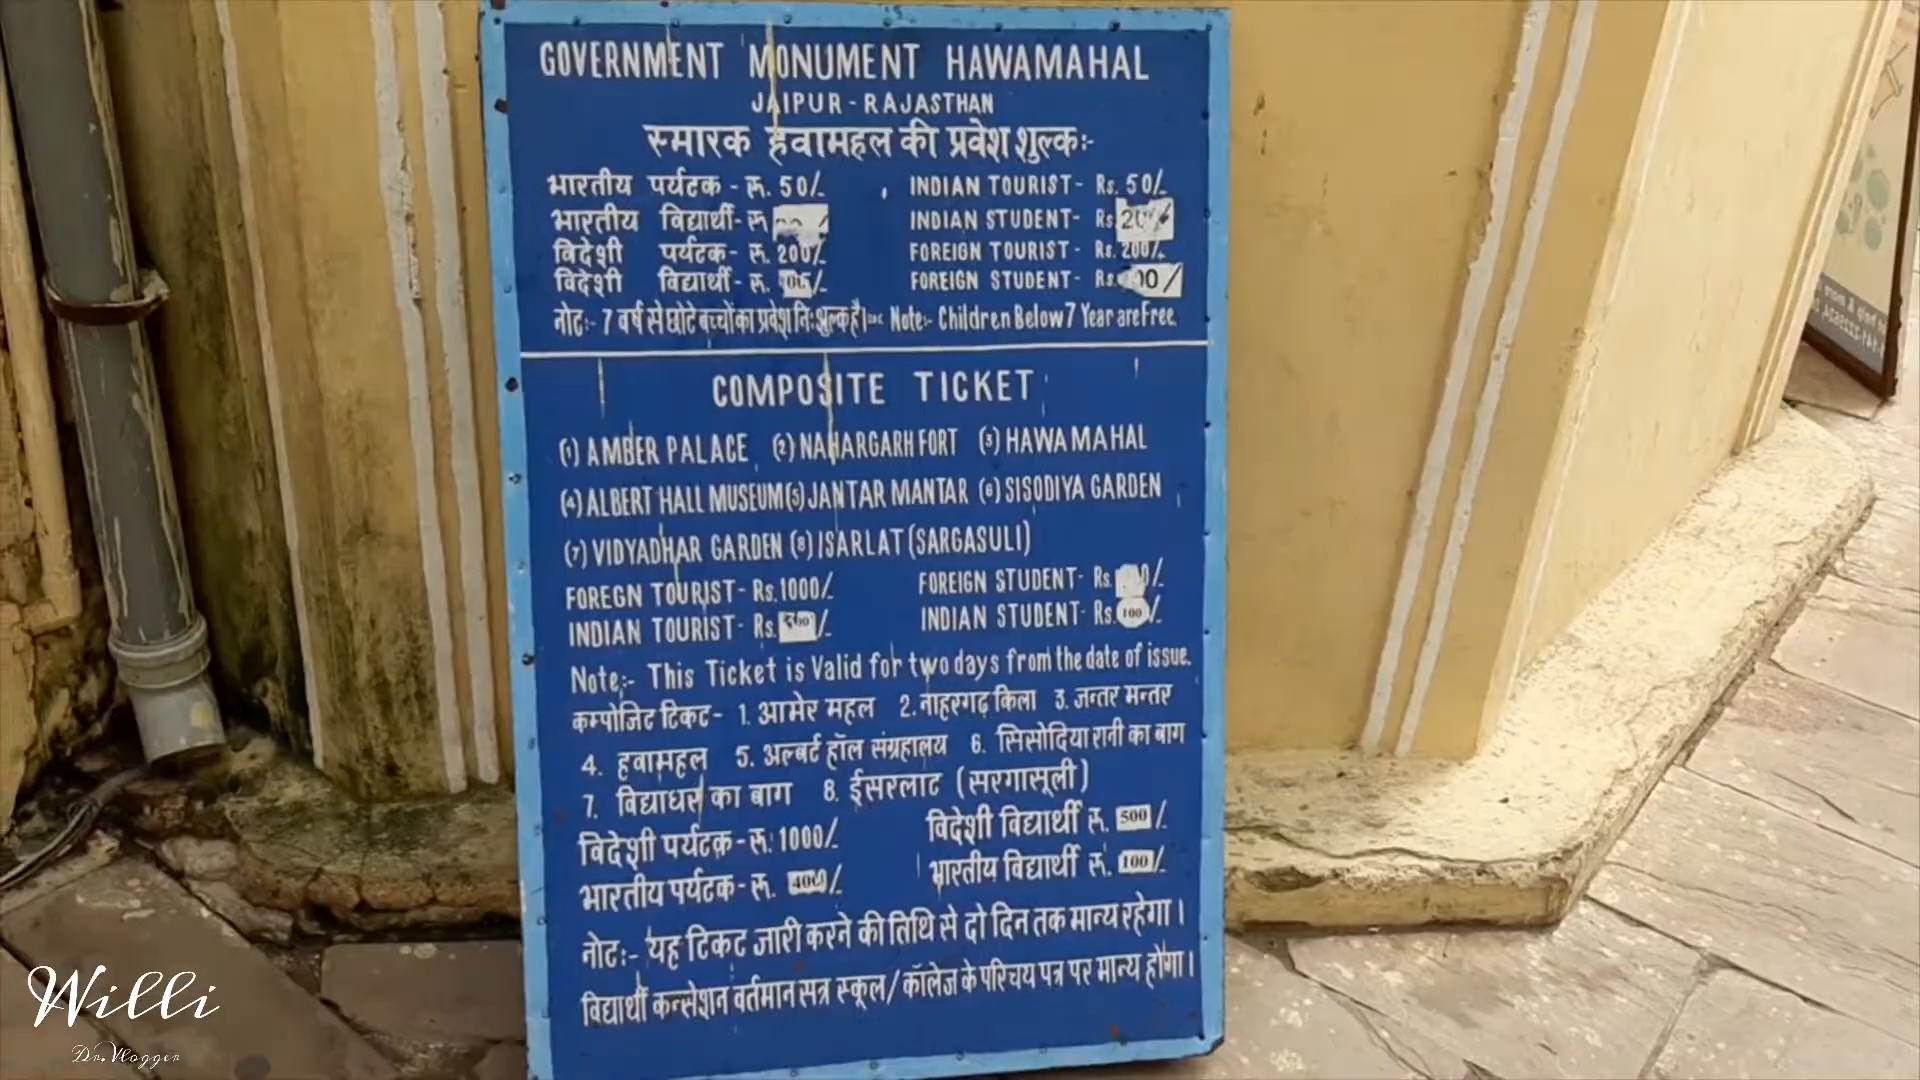 GOVERNMENT MONUMENT HAWAMAHAL
JAIPUR - RAJASTHAN
स्मारक हवामहल की प्रवेश शुल्कः-
भारतीय पर्यटक - रू. 50/- INDIAN TOURIST - Rs. 50/-
भारतीय विद्यार्थी- रू INDIAN STUDENT- Rs
विदेशी पर्यटक- रू. 200/- FOREIGN TOURIST - Rs. 200/-
विदेशी विद्यार्थी- रू. FOREIGN STUDENT - Rs.
नोटः- 7 वर्ष से छोटे बच्चों का प्रवेश निःशुल्क है। Note:- Children Below 7 Year are Free.
COMPOSITE TICKET
(1) AMBER PALACE (2) NAHARGARH FORT (3) HAWA MAHAL
(4) ALBERT HALL MUSEUM (5) JANTAR MANTAR (6) SISODIYA GARDEN
(7) VIDYADHAR GARDEN (8) ISARLAT (SARGASULI)
FOREGN TOURIST- Rs. 1000/- FOREIGN STUDENT- Rs.
INDIAN TOURIST- Rs. INDIAN STUDENT- Rs 100/-
Note:- This Ticket is Valid for two days from the date of issue.
कम्पोजिट टिकट- 1. आमेर महल 2. नाहरगढ़ किला 3. जन्तर मन्तर
4. हवामहल 5. अल्बर्ट हॉल संग्रहालय 6. सिसोदिया रानी का बाग
7. विद्याधर का बाग 8. ईसरलाट (सरगासूली)
विदेशी पर्यटक़- रू. 1000/- विदेशी विद्यार्थी रू. 500/-
भारतीय पर्यटक- रू. 400/- भारतीय विद्यार्थी रू. 100/-
नोटः- यह टिकट जारी करने की तिथि से दो दिन तक मान्य रहेगा।
विद्यार्थी कन्सेशन वर्तमान सत्र स्कूल/कॉलेज के परिचय पत्र पर मान्य होगा।
Willi
Dr.Vlogger